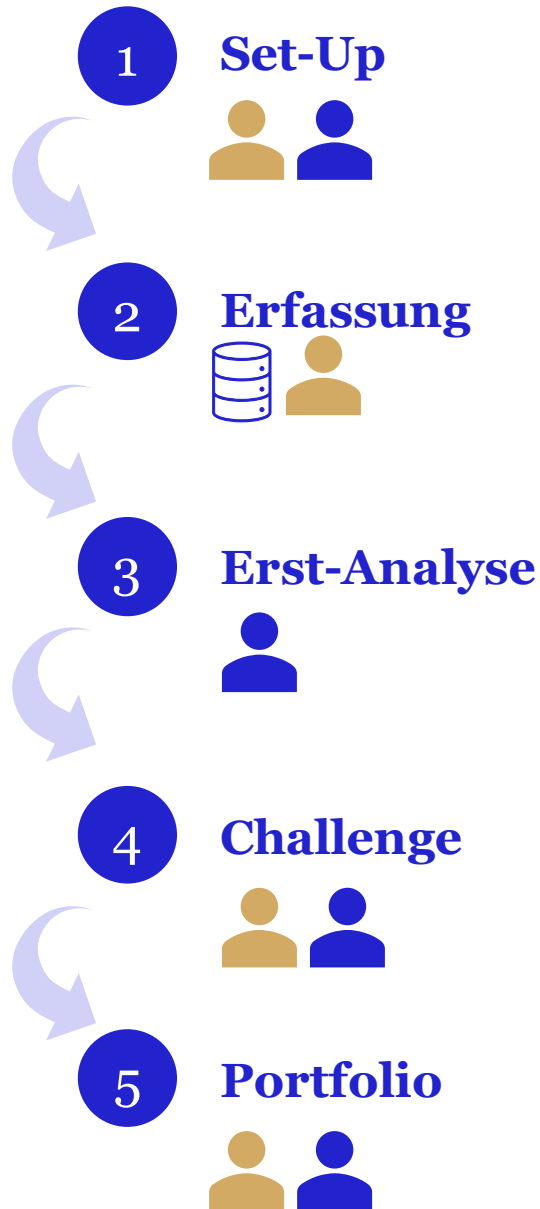 1 Set-Up
2 Erfassung
3 Erst-Analyse
4 Challenge
5 Portfolio